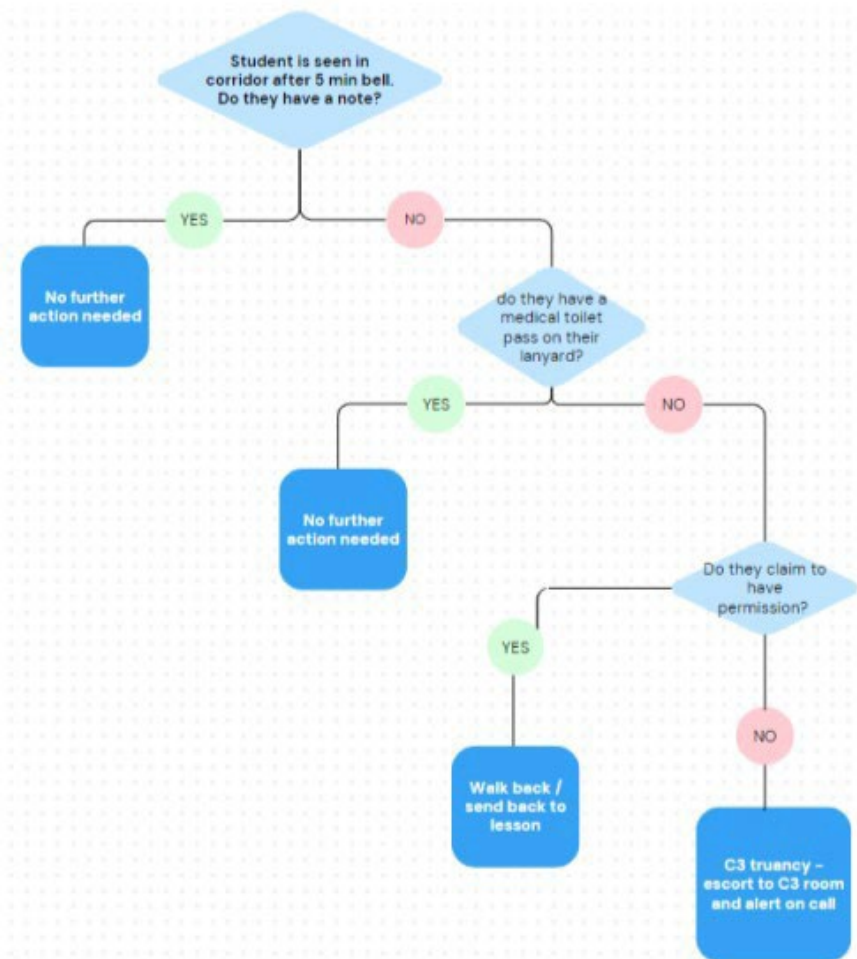 Student is seen in
corridor after 5 min bell.
Do they have a note?
YES
NO
No further
action needed
do they have a
medical toilet
pass on their
lanyard?
YES
NO
No further
action needed
Do they claim to
have
permission?
YES
NO
Walk back /
send back to
lesson
C3 truancy –
escort to C3 room
and alert on call